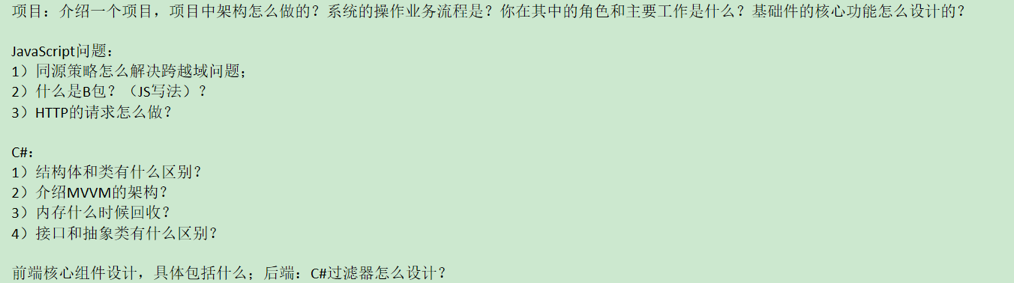 项目：介绍一个项目，项目中架构怎么做的？系统的操作业务流程是？你在其中的角色和主要工作是什么？基础件的核心功能怎么设计的？
JavaScript问题：
1）同源策略怎么解决跨越域问题；
2）什么是B包？（JS写法）？
3）HTTP的请求怎么做？
C#：
1）结构体和类有什么区别？
2）介绍MVVM的架构？
3）内存什么时候回收？
4）接口和抽象类有什么区别？
前端核心组件设计，具体包括什么；后端：C#过滤器怎么设计？